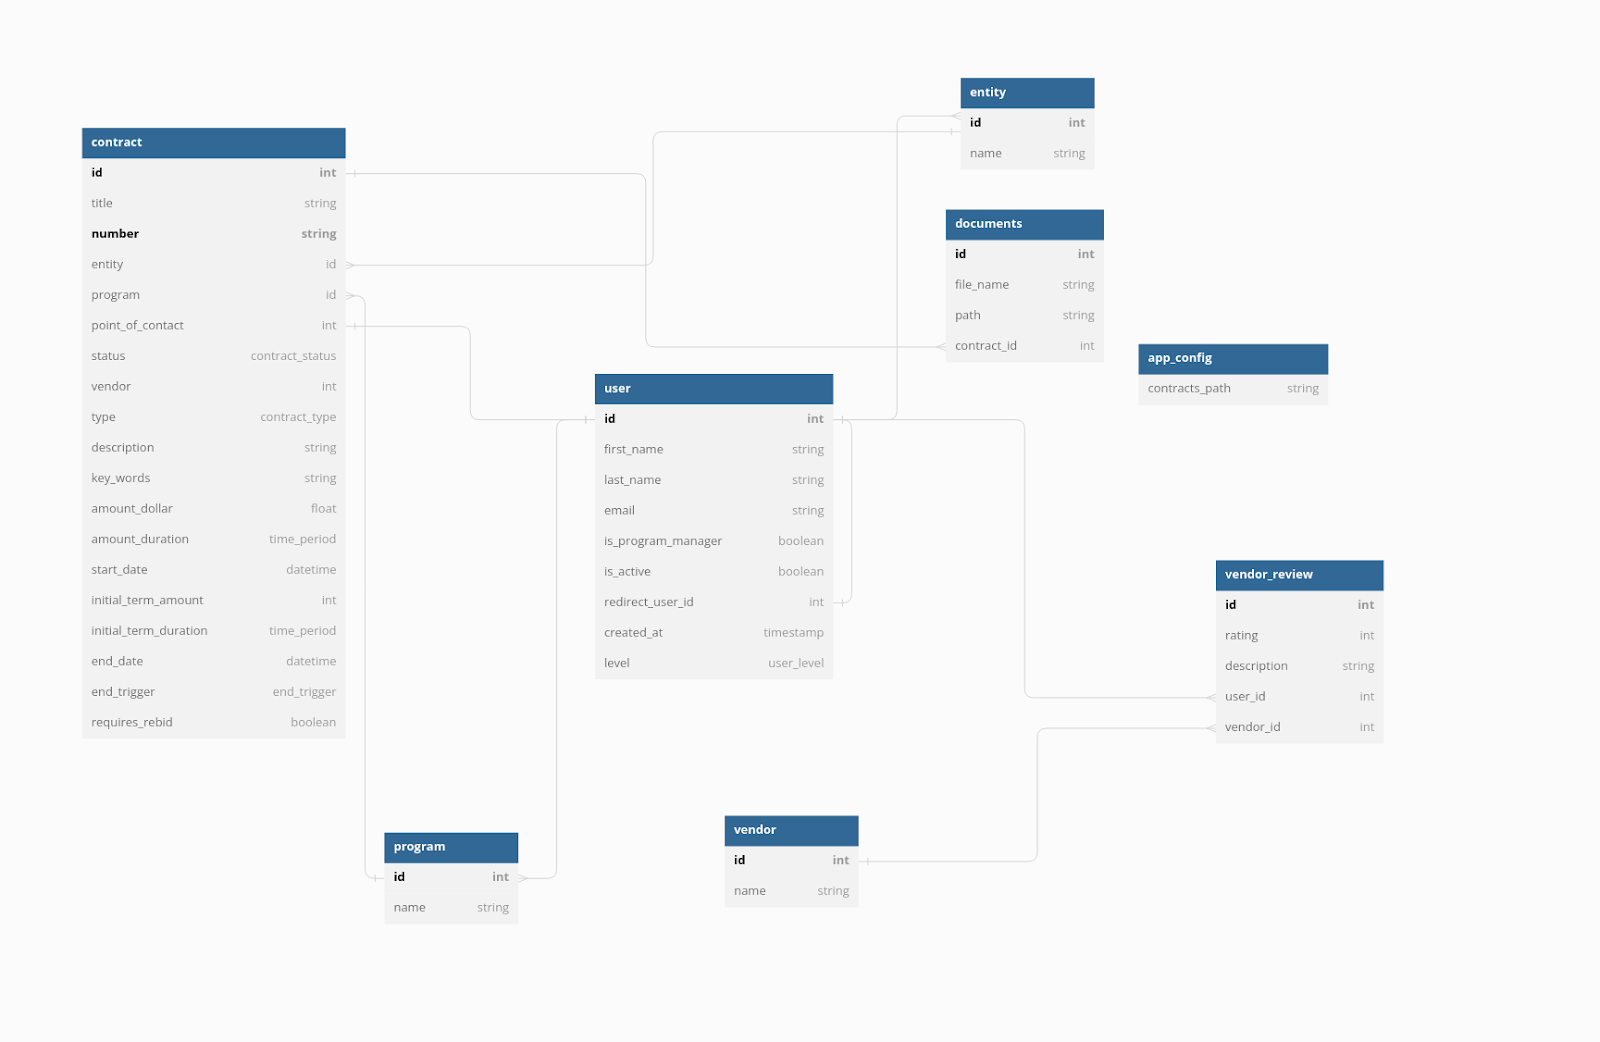 contract
id int
title string
number string
entity id
program id
point_of_contact int
status contract_status
vendor int
type contract_type
description string
key_words string
amount_dollar float
amount_duration time_period
start_date datetime
initial_term_amount int
initial_term_duration time_period
end_date datetime
end_trigger end_trigger
requires_rebid boolean
entity
id int
name string
documents
id int
file_name string
path string
contract_id int
app_config
contracts_path string
user
id int
first_name string
last_name string
email string
is_program_manager boolean
is_active boolean
redirect_user_id int
created_at timestamp
level user_level
vendor_review
id int
rating int
description string
user_id int
vendor_id int
program
id int
name string
vendor
id int
name string